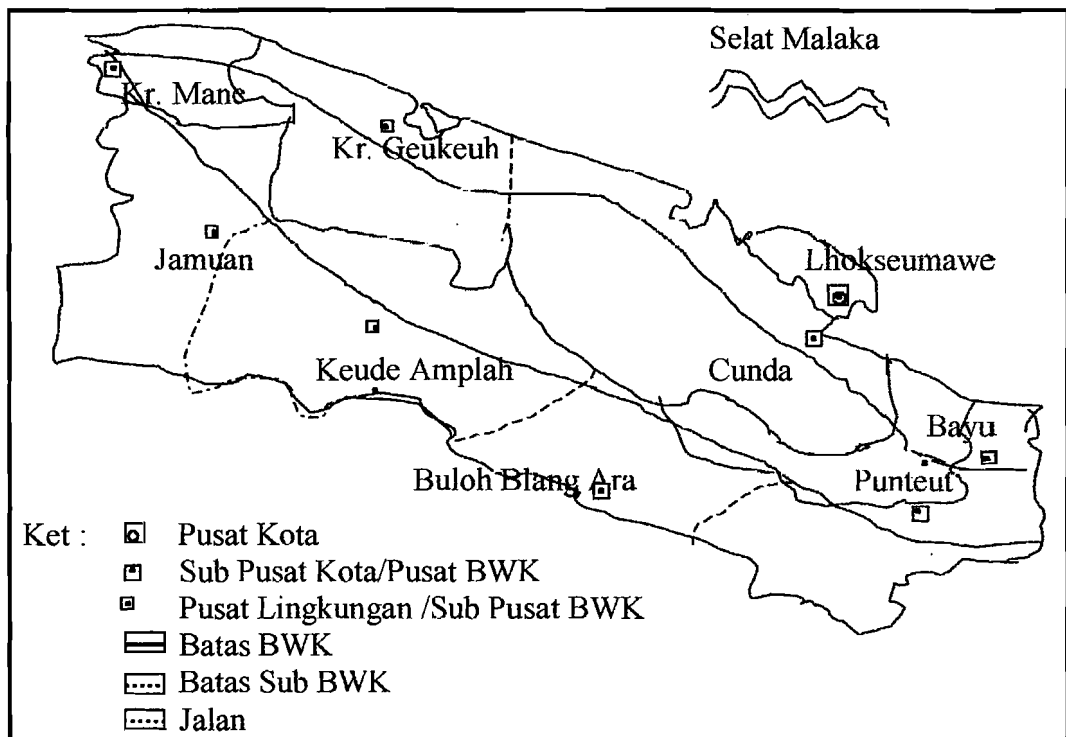 Selat Malaka
Kr. Mane
Kr. Geukeuh
Jamuan
Lhokseumawe
Keude Amplah
Cunda
Bayu
Buloh Blang Ara
Punteut
Ket :
Pusat Kota
Sub Pusat Kota/Pusat BWK
Pusat Lingkungan /Sub Pusat BWK
Batas BWK
Batas Sub BWK
Jalan